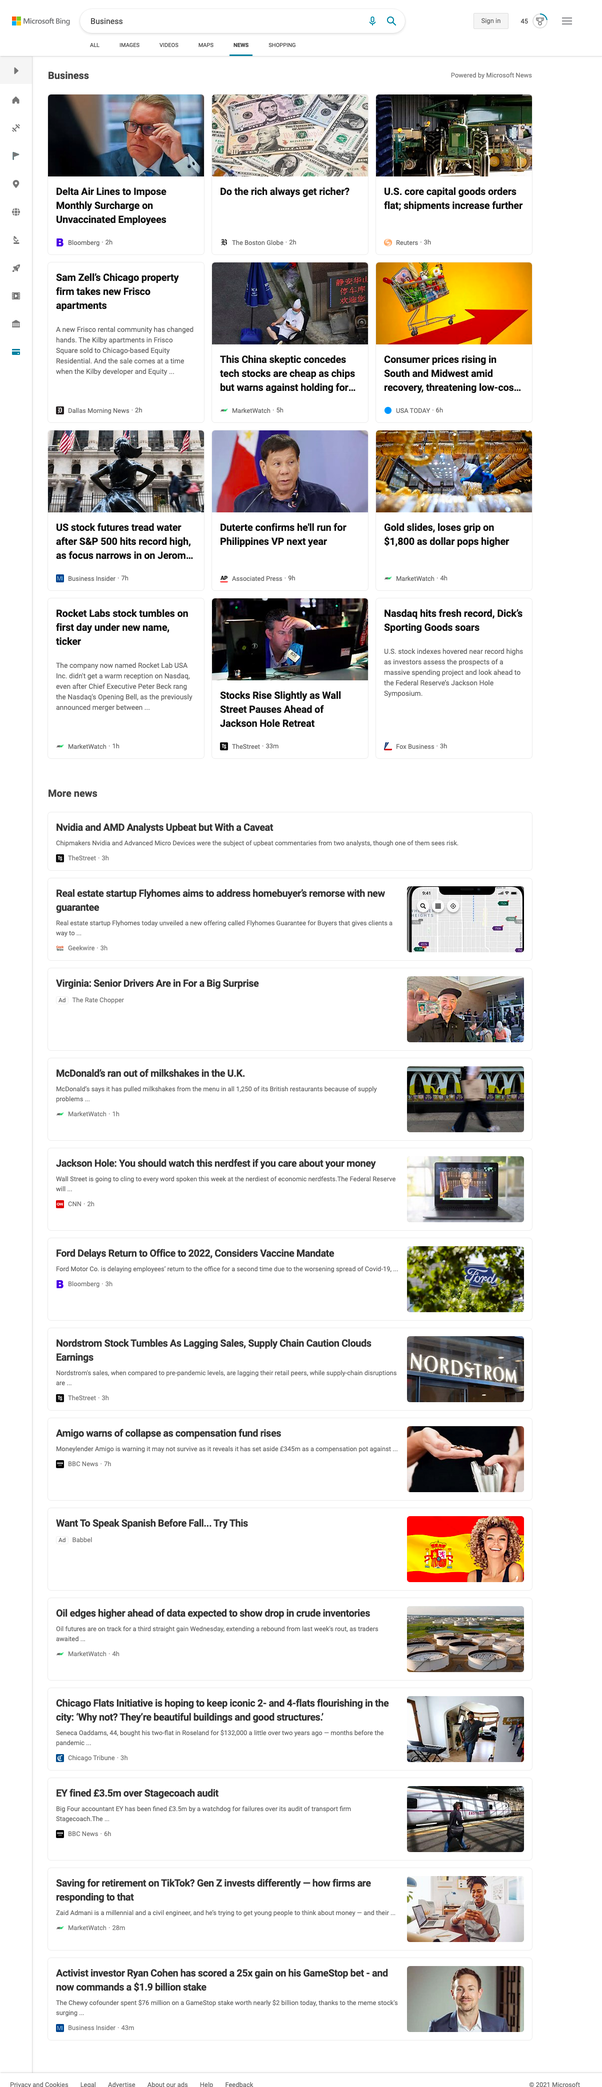 Microsoft Bing
Business
Sign in
45
ALL
IMAGES
VIDEOS
MAPS
NEWS
SHOPPING
Business
Powered by Microsoft News
Delta Air Lines to Impose
Monthly Surcharge on
Unvaccinated Employees
Bloomberg · 2h
Do the rich always get richer?
The Boston Globe · 2h
U.S. core capital goods orders
flat; shipments increase further
Reuters · 3h
Sam Zell's Chicago property
firm takes new Frisco
apartments
A new Frisco rental community has changed
hands. The Kilby apartments in Frisco
Square sold to Chicago-based Equity
Residential. And the sale comes at a time
when the Kilby developer and Equity ...
Dallas Morning News · 2h
This China skeptic concedes
tech stocks are cheap as chips
but warns against holding for...
MarketWatch · 5h
Consumer prices rising in
South and Midwest amid
recovery, threatening low-cos...
USA TODAY · 6h
US stock futures tread water
after S&P 500 hits record high,
as focus narrows in on Jerom...
Business Insider · 7h
Duterte confirms he'll run for
Philippines VP next year
AP
Associated Press · 9h
Gold slides, loses grip on
$1,800 as dollar pops higher
MarketWatch · 4h
Rocket Labs stock tumbles on
first day under new name,
ticker
The company now named Rocket Lab USA
Inc. didn't get a warm reception on Nasdaq,
even after Chief Executive Peter Beck rang
the Nasdaq's Opening Bell, as the previously
announced merger between ...
MarketWatch · 1h
Stocks Rise Slightly as Wall
Street Pauses Ahead of
Jackson Hole Retreat
TheStreet · 33m
Nasdaq hits fresh record, Dick's
Sporting Goods soars
U.S. stock indexes hovered near record highs
as investors assess the prospects of a
massive spending project and look ahead to
the Federal Reserve's Jackson Hole
Symposium.
Fox Business · 3h
More news
Nvidia and AMD Analysts Upbeat but With a Caveat
Chipmakers Nvidia and Advanced Micro Devices were the subject of upbeat commentaries from two analysts, though one of them sees risk.
TheStreet · 3h
Real estate startup Flyhomes aims to address homebuyer's remorse with new
guarantee
Real estate startup Flyhomes today unveiled a new offering called Flyhomes Guarantee for Buyers that gives clients a
way to ...
Geekwire · 3h
9:41
Virginia: Senior Drivers Are in For a Big Surprise
Ad
The Rate Chopper
McDonald's ran out of milkshakes in the U.K.
McDonald's says it has pulled milkshakes from the menu in all 1,250 of its British restaurants because of supply
problems ...
MarketWatch · 1h
Jackson Hole: You should watch this nerdfest if you care about your money
Wall Street is going to cling to every word spoken this week at the nerdiest of economic nerdfests.The Federal Reserve
will ...
CNN · 2h
Ford Delays Return to Office to 2022, Considers Vaccine Mandate
Ford Motor Co. is delaying employees' return to the office for a second time due to the worsening spread of Covid-19, ...
Bloomberg · 3h
Ford
Nordstrom Stock Tumbles As Lagging Sales, Supply Chain Caution Clouds
Earnings
Nordstrom's sales, when compared to pre-pandemic levels, are lagging their retail peers, while supply-chain disruptions
are ...
TheStreet · 3h
NORDSTROM
Amigo warns of collapse as compensation fund rises
Moneylender Amigo is warning it may not survive as it reveals it has set aside £345m as a compensation pot against ...
BBC News · 7h
Want To Speak Spanish Before Fall... Try This
Ad
Babbel
Oil edges higher ahead of data expected to show drop in crude inventories
Oil futures are on track for a third straight gain Wednesday, extending a rebound from last week's rout, as traders
awaited ...
MarketWatch · 4h
Chicago Flats Initiative is hoping to keep iconic 2- and 4-flats flourishing in the
city: 'Why not? They're beautiful buildings and good structures.'
Seneca Oaddams, 44, bought his two-flat in Roseland for $132,000 a little over two years ago — months before the
pandemic ...
Chicago Tribune · 3h
EY fined £3.5m over Stagecoach audit
Big Four accountant EY has been fined £3.5m by a watchdog for failures over its audit of transport firm
Stagecoach.The ...
BBC News · 6h
Saving for retirement on TikTok? Gen Z invests differently — how firms are
responding to that
Zaid Admani is a millennial and a civil engineer, and he's trying to get young people to think about money — and their ...
MarketWatch · 28m
Activist investor Ryan Cohen has scored a 25x gain on his GameStop bet - and
now commands a $1.9 billion stake
The Chewy cofounder spent $76 million on a GameStop stake worth nearly $2 billion today, thanks to the meme stock's
surging ...
Business Insider · 43m
Privacy and Cookies
Legal
Advertise
About our ads
Help
Feedback
© 2021 Microsoft